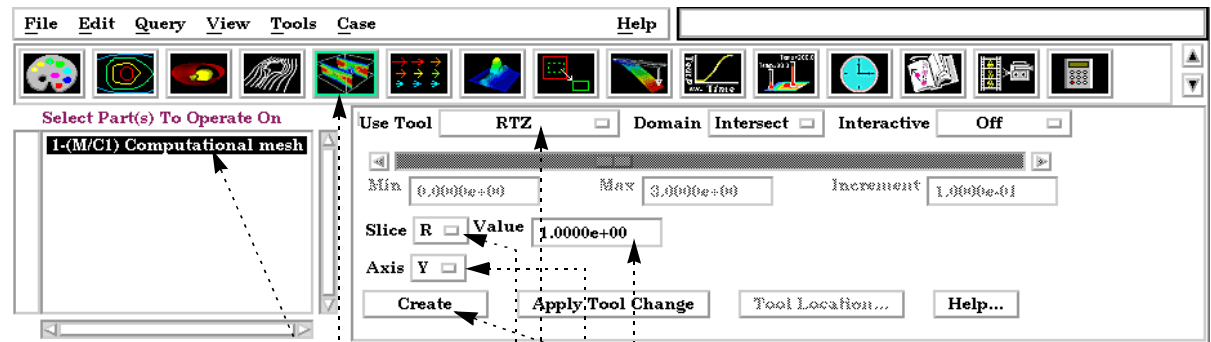 File Edit Query View Tools Case Help
Select Part(s) To Operate On
1-(M/C1) Computational mesh
Use Tool RTZ Domain Intersect Interactive Off
Min 0.0000e+00 Max 3.0000e+00 Increment 1.0000e-01
Slice R Value 1.0000e+00
Axis Y
Create Apply Tool Change Tool Location... Help...